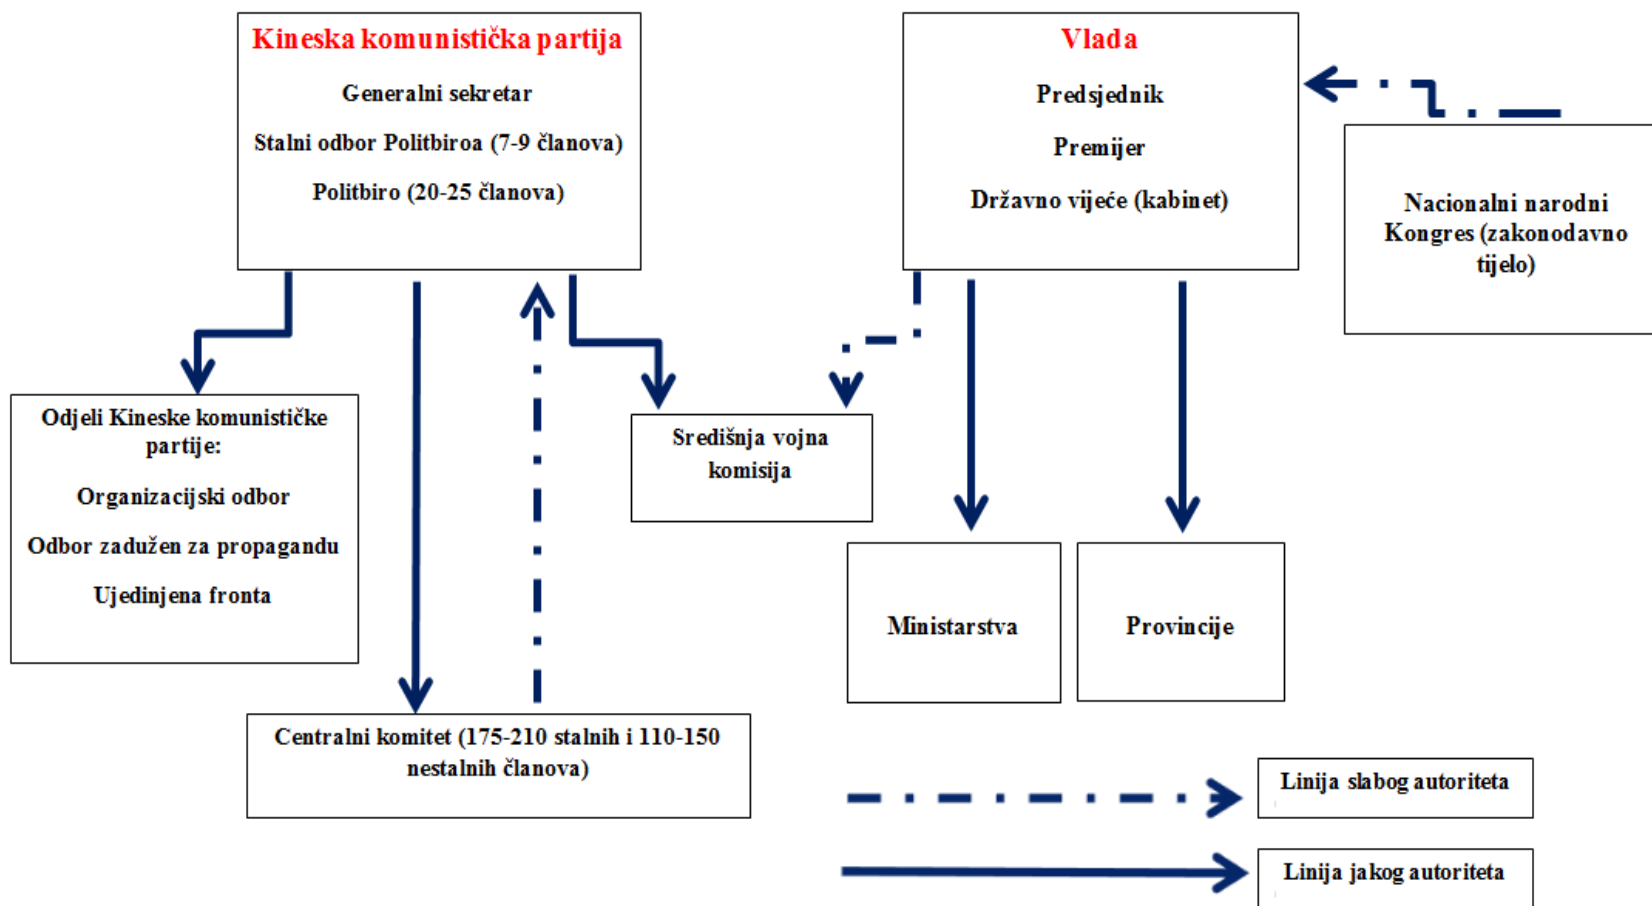 Kineska komunistička partija
Generalni sekretar
Stalni odbor Politbiroa (7-9 članova)
Politbiro (20-25 članova)
Vlada
Predsjednik
Premijer
Državno vijeće (kabinet)
Nacionalni narodni
Kongres (zakonodavno
tijelo)
Odjeli Kineske komunističke
partije:
Organizacijski odbor
Odbor zadužen za propagandu
Ujedinjena fronta
Središnja vojna
komisija
Ministarstva
Provincije
Centralni komitet (175-210 stalnih i 110-150
nestalnih članova)
Linija slabog autoriteta
Linija jakog autoriteta